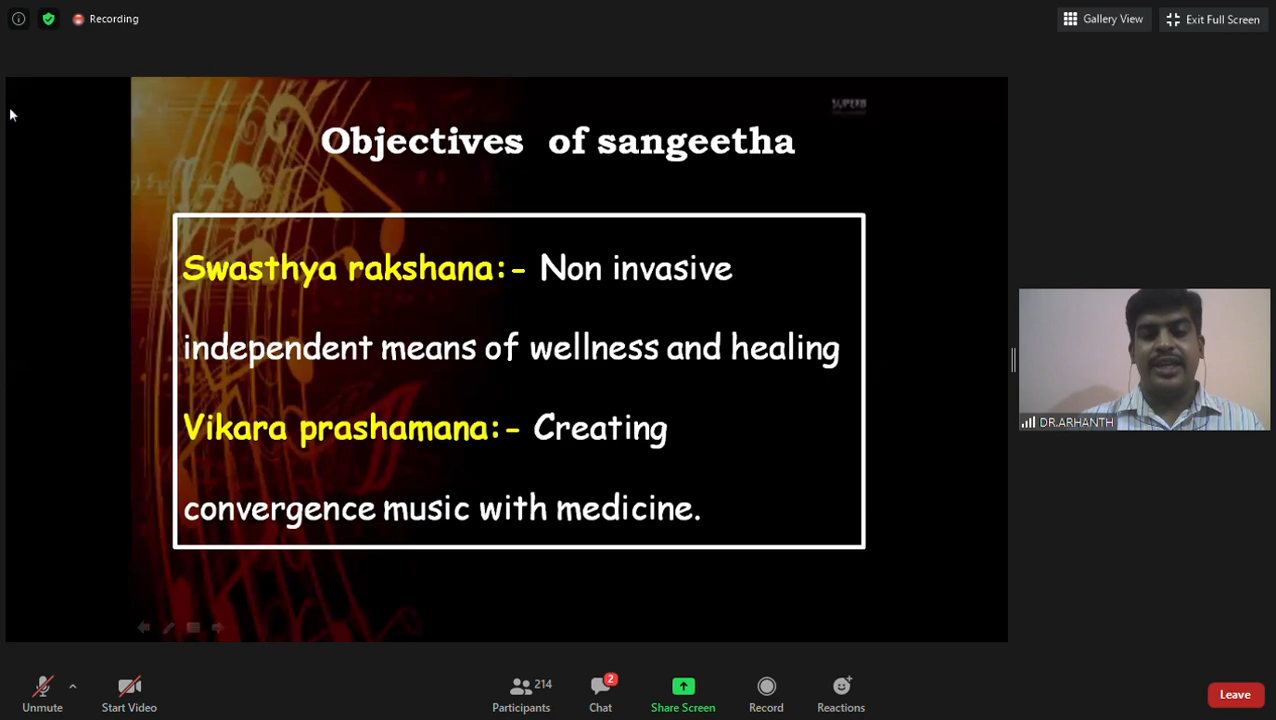 Recording
Gallery View
Exit Full Screen
SUPERB
Objectives of sangeetha
Swasthya rakshana:- Non invasive
independent means of wellness and healing
Vikara prashamana:- Creating
convergence music with medicine.
DR.ARHANTH
Unmute
Start Video
214
Participants
2
Chat
Share Screen
Record
Reactions
Leave